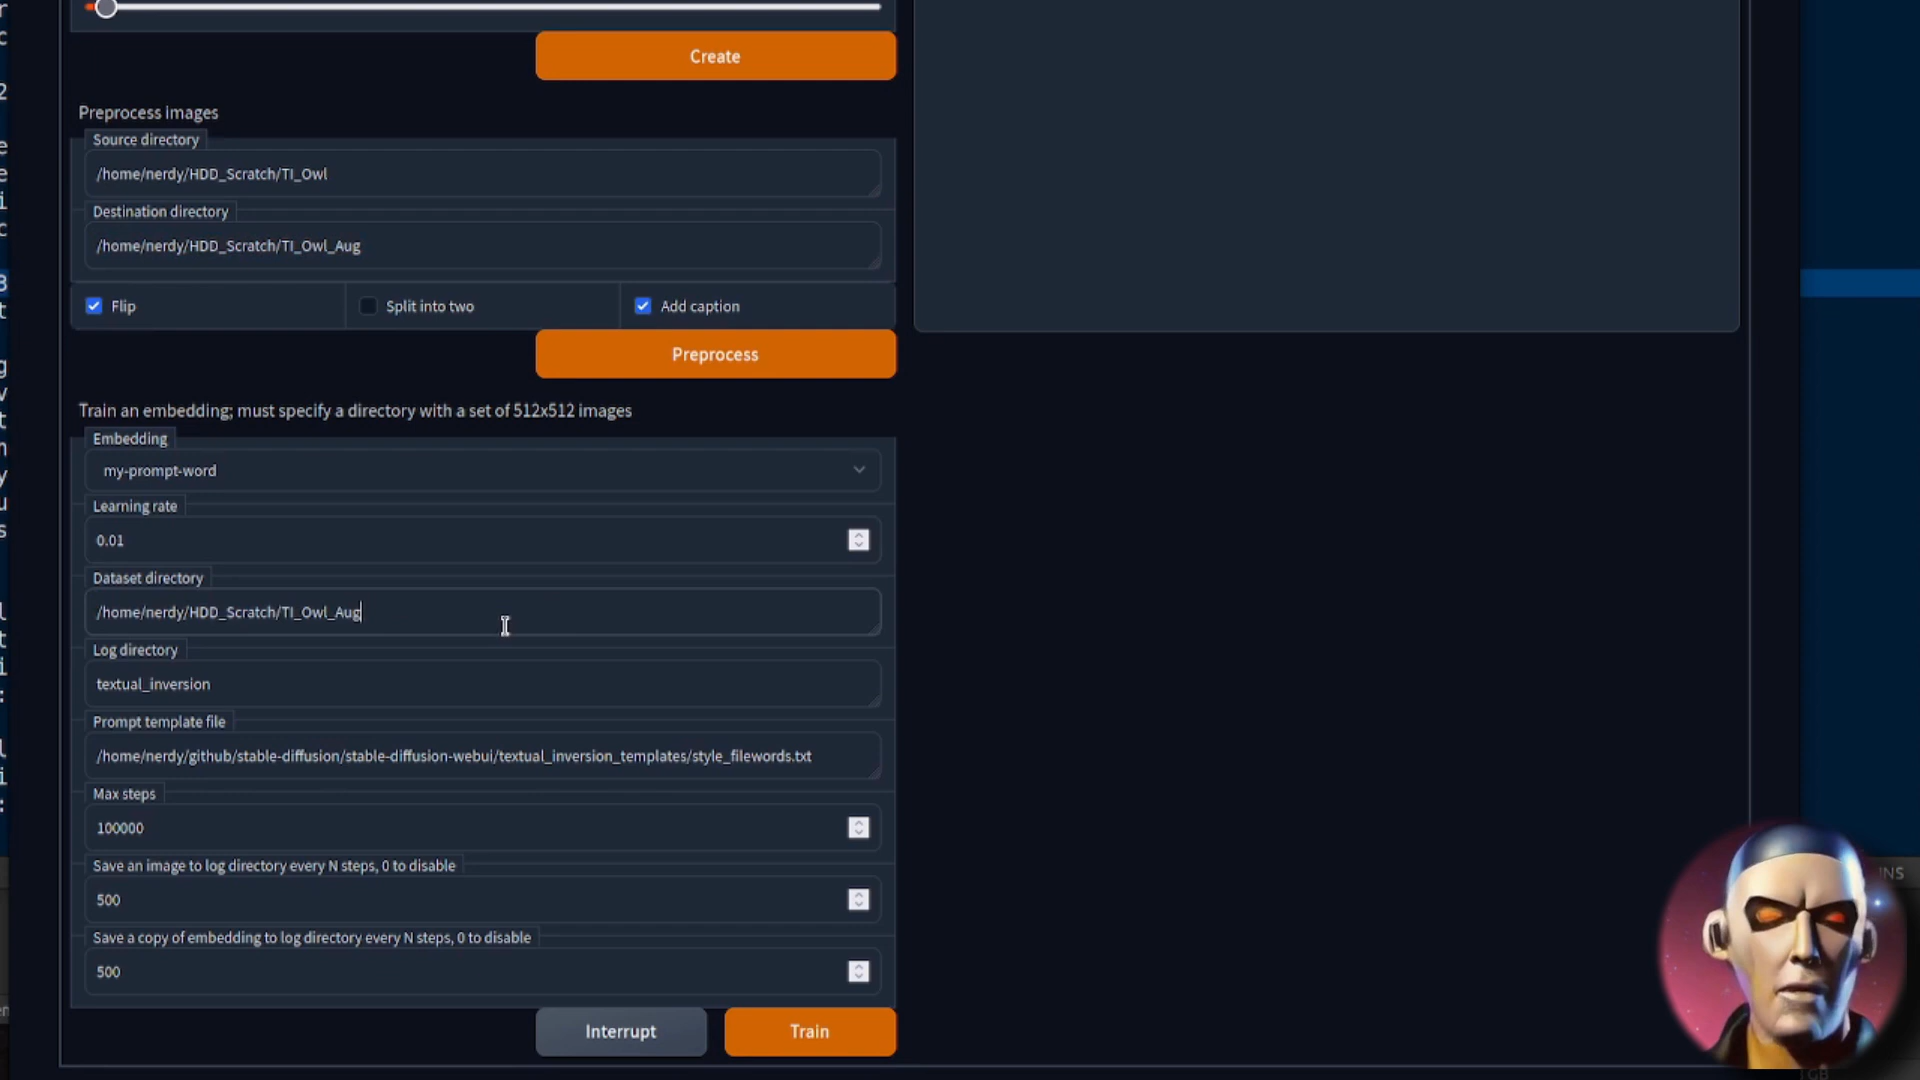 Create
Preprocess images
Source directory
/home/nerdy/HDD_Scratch/TI_Owl
Destination directory
/home/nerdy/HDD_Scratch/TI_Owl_Aug
Flip
Split into two
Add caption
Preprocess
Train an embedding; must specify a directory with a set of 512x512 images
Embedding
my-prompt-word
Learning rate
0.01
Dataset directory
/home/nerdy/HDD_Scratch/TI_Owl_Aug
Log directory
textual_inversion
Prompt template file
/home/nerdy/github/stable-diffusion/stable-diffusion-webui/textual_inversion_templates/style_filewords.txt
Max steps
100000
Save an image to log directory every N steps, 0 to disable
500
Save a copy of embedding to log directory every N steps, 0 to disable
500
Interrupt
Train